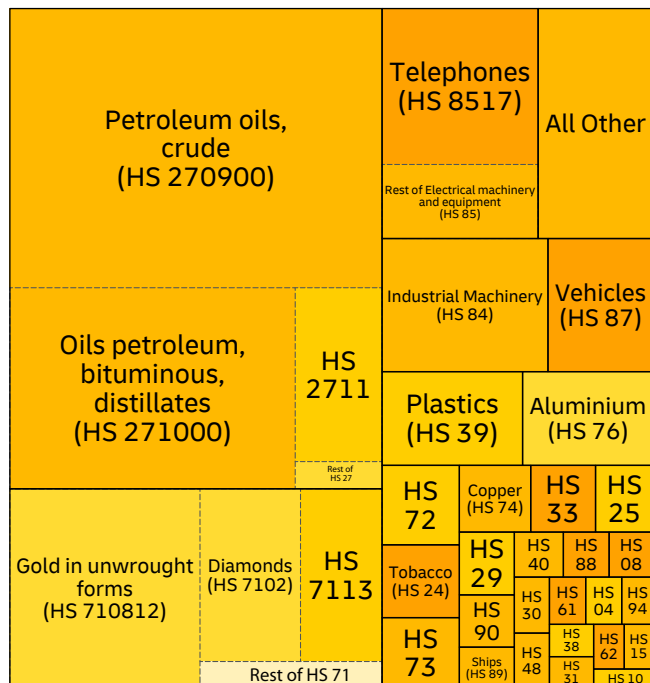 Petroleum oils,
crude
(HS 270900)
Oils petroleum,
bituminous,
distillates
(HS 271000)
HS
2711
Rest of
HS 27
Gold in unwrought
forms
(HS 710812)
Diamonds
(HS 7102)
HS
7113
Rest of HS 71
Telephones
(HS 8517)
Rest of Electrical machinery
and equipment
(HS 85)
All Other
Industrial Machinery
(HS 84)
Vehicles
(HS 87)
Plastics
(HS 39)
Aluminium
(HS 76)
HS
72
Copper
(HS 74)
HS
33
HS
25
Tobacco
(HS 24)
HS
29
HS
40
HS
88
HS
08
HS
73
HS
90
Ships
(HS 89)
HS
30
HS
61
HS
04
HS
94
HS
48
HS
38
HS
62
HS
15
HS
31
HS 10